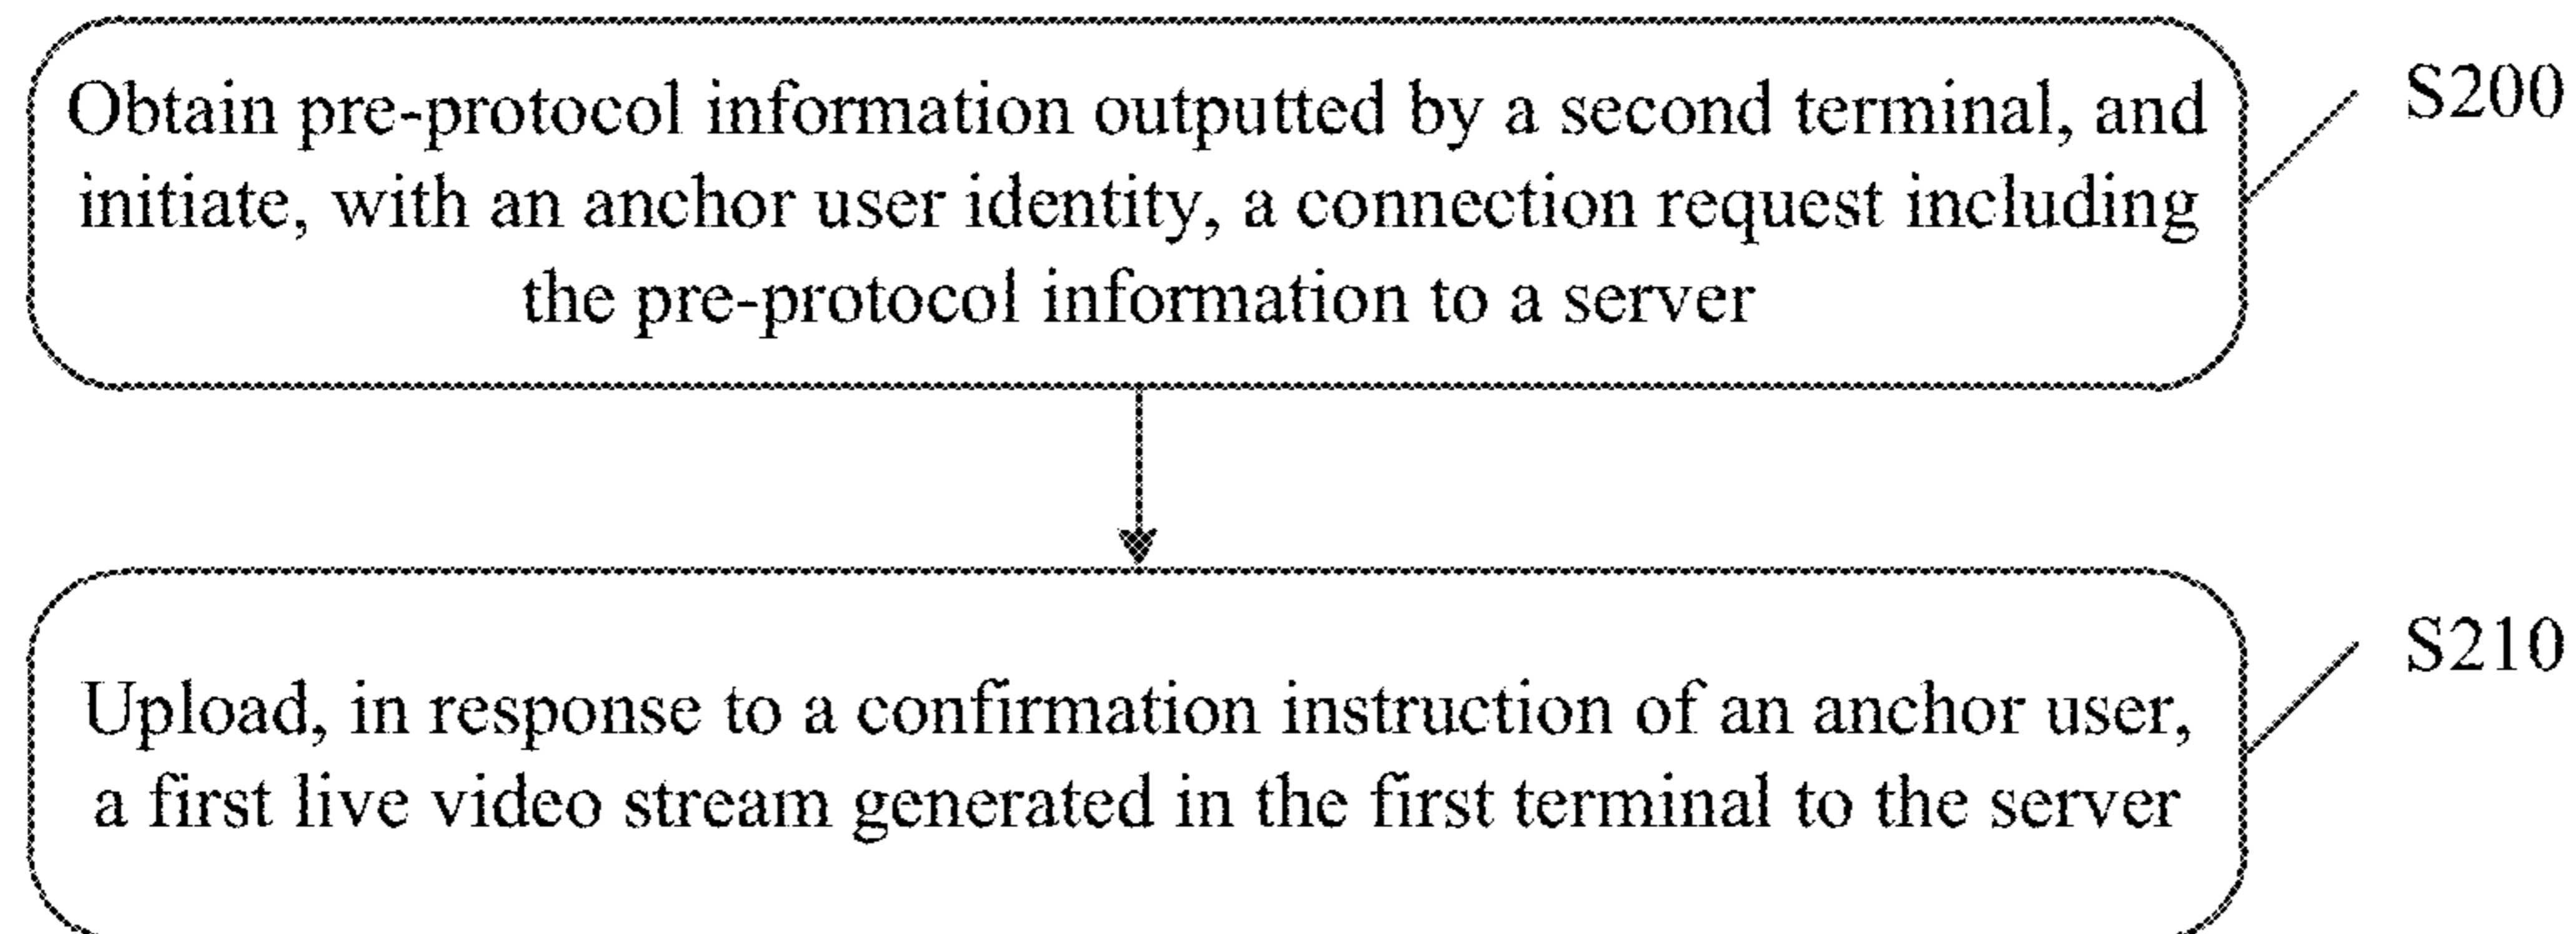 Obtain pre-protocol information outputted by a second terminal, and
initiate, with an anchor user identity, a connection request including
the pre-protocol information to a server
S200
Upload, in response to a confirmation instruction of an anchor user,
a first live video stream generated in the first terminal to the server
S210